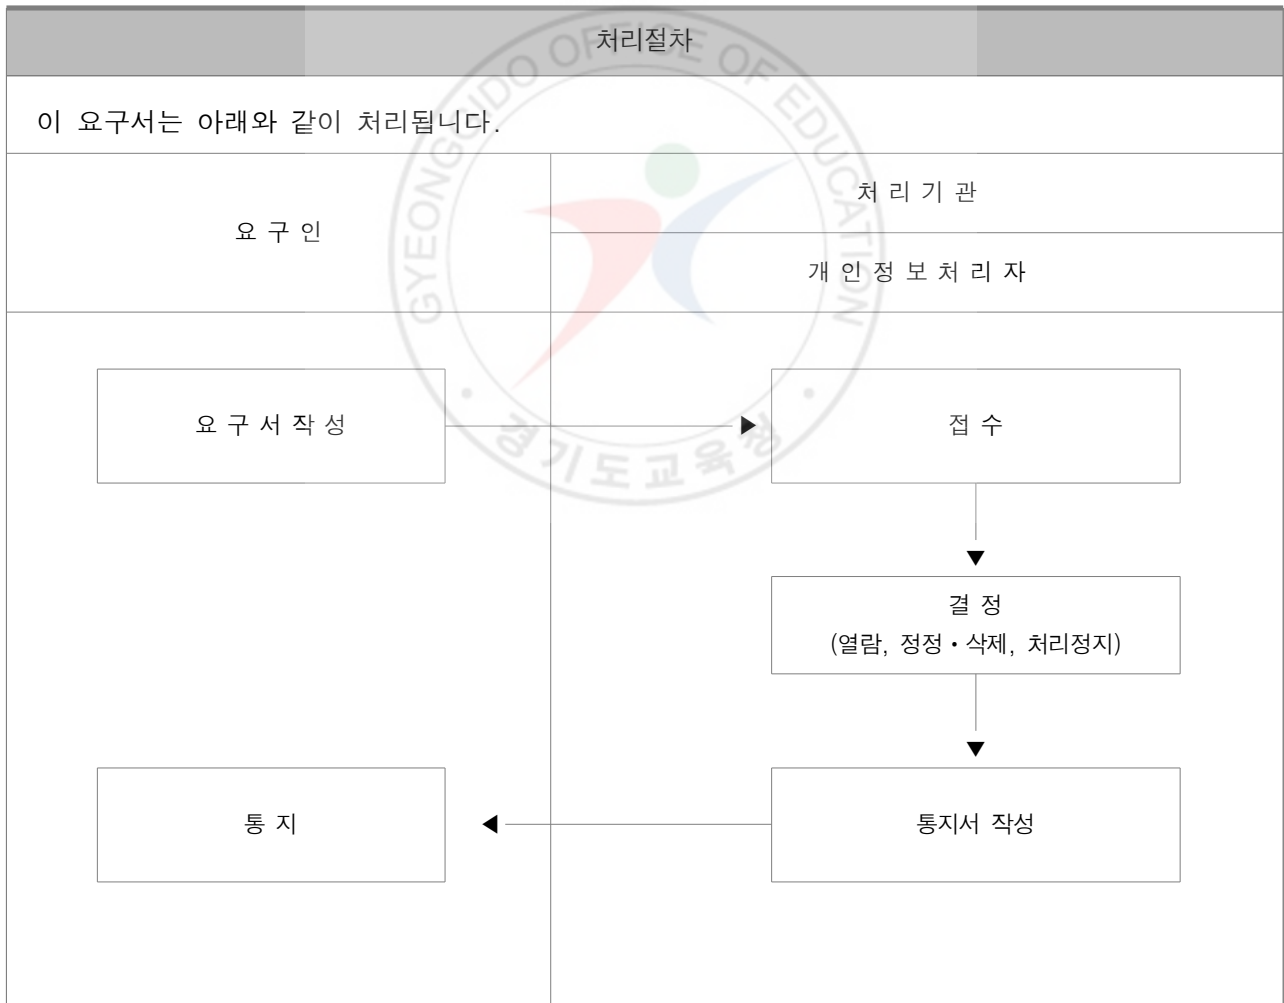 처리절차
이 요구서는 아래와 같이 처리됩니다.
요 구 인
처 리 기 관
개 인 정 보 처 리 자
요 구 서 작 성
접 수
결 정
(열람, 정정・삭제, 처리정지)
통 지
통지서 작성
GYEONGGIDO OFFICE OF EDUCATION
경기도교육청